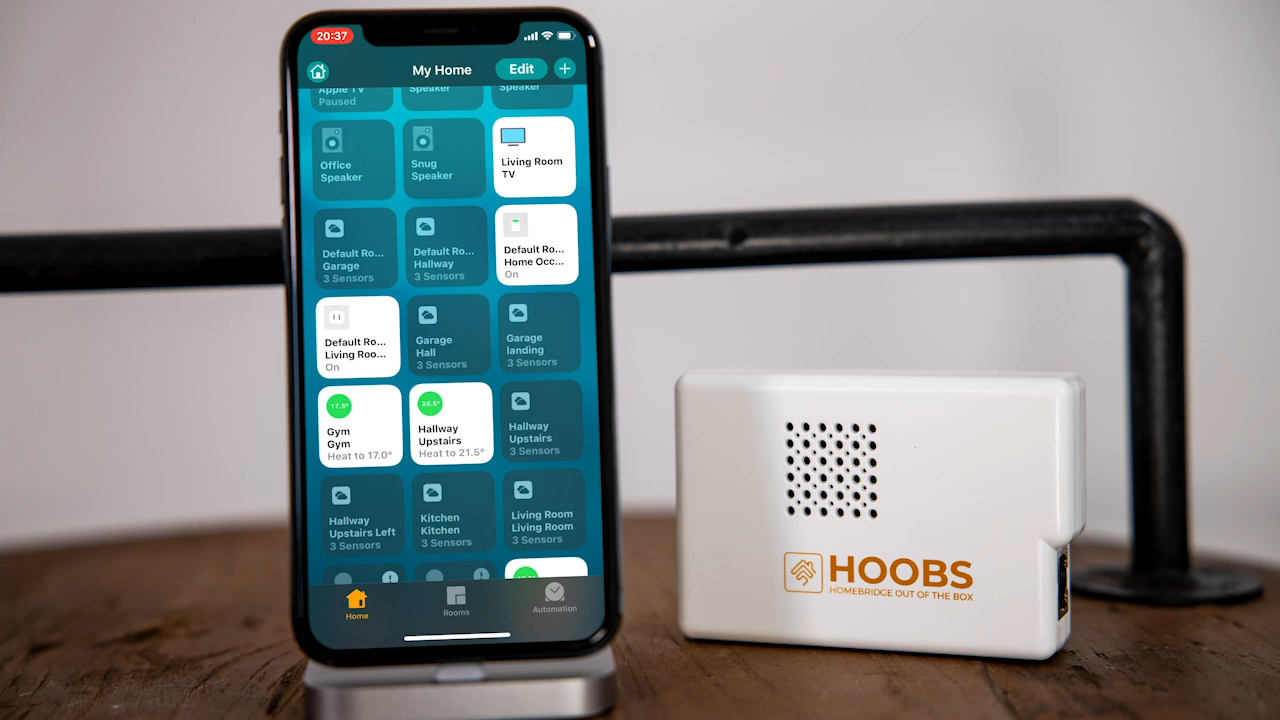 20:37
My Home
Edit
Apple TV
Paused
Speaker
Speaker
Office
Speaker
Snug
Speaker
Living Room
TV
Default Ro...
Garage
3 Sensors
Default Ro...
Hallway
3 Sensors
Default Ro...
Home Occ...
On
Default Ro...
Living Roo...
On
Garage
Hall
3 Sensors
Garage
landing
3 Sensors
17.5°
Gym
Gym
Heat to 17.0°
24.5°
Hallway
Upstairs
Heat to 21.5°
Hallway
Upstairs
3 Sensors
Hallway
Upstairs Left
3 Sensors
Kitchen
Kitchen
3 Sensors
Living Room
Living Room
3 Sensors
Home
Rooms
Automation
HOOBS
HOMEBRIDGE OUT OF THE BOX